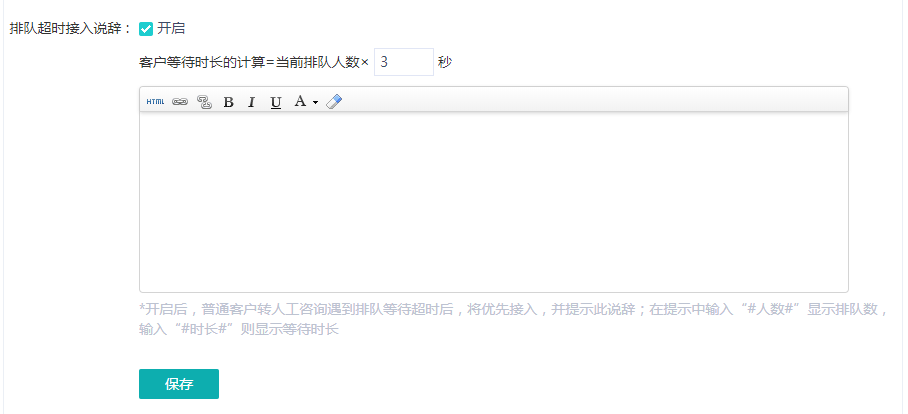 排队超时接入说辞： 开启
客户等待时长的计算=当前排队人数× 3 秒
HTML B I U A
*开启后，普通客户转人工咨询遇到排队等待超时后，将优先接入，并提示此说辞；在提示中输入“#人数#”显示排队数，
输入“#时长#”则显示等待时长
保存